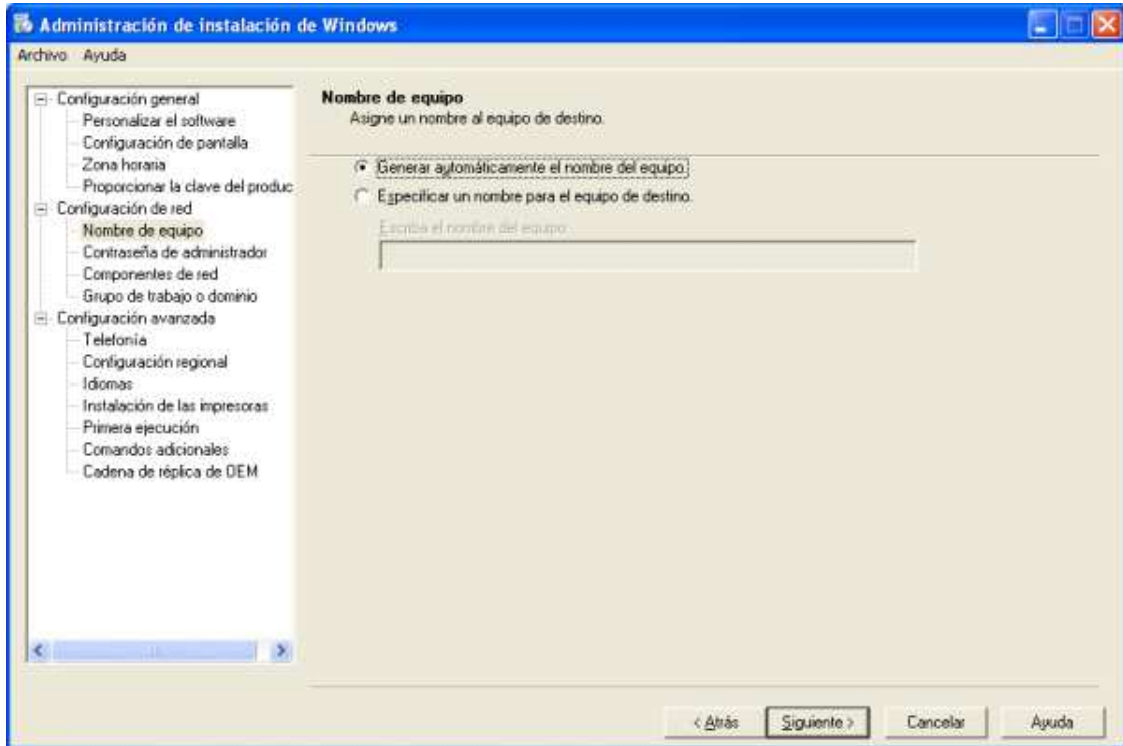 Administración de instalación de Windows
Archivo Ayuda
Configuración general
Personalizar el software
Configuración de pantalla
Zona horaria
Proporcionar la clave del produc
Configuración de red
Nombre de equipo
Contraseña de administrador
Componentes de red
Grupo de trabajo o dominio
Configuración avanzada
Telefonía
Configuración regional
Idiomas
Instalación de las impresoras
Primera ejecución
Comandos adicionales
Cadena de réplica de OEM
Nombre de equipo
Asigne un nombre al equipo de destino.
Generar automáticamente el nombre del equipo.
Especificar un nombre para el equipo de destino.
Escriba el nombre del equipo
< Atrás Siguiente > Cancelar Ayuda